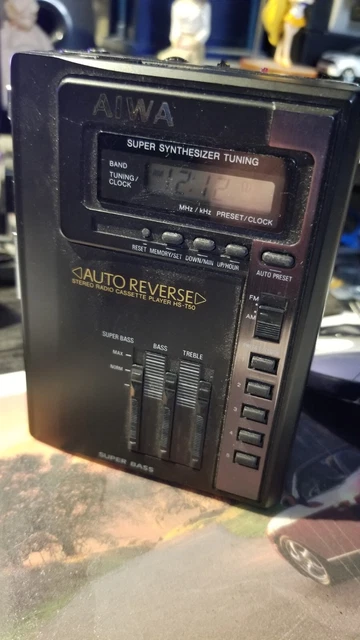 AIWA
SUPER SYNTHESIZER TUNING
BAND
TUNING/
CLOCK
MHz / kHz PRESET/CLOCK
RESET MEMORY/SET DOWN/MIN UP/HOUR
AUTO PRESET
AUTO REVERSE
STEREO RADIO CASSETTE PLAYER HS-T50
FM
AM
SUPER BASS
BASS
TREBLE
MAX
NORM
SUPER BASS